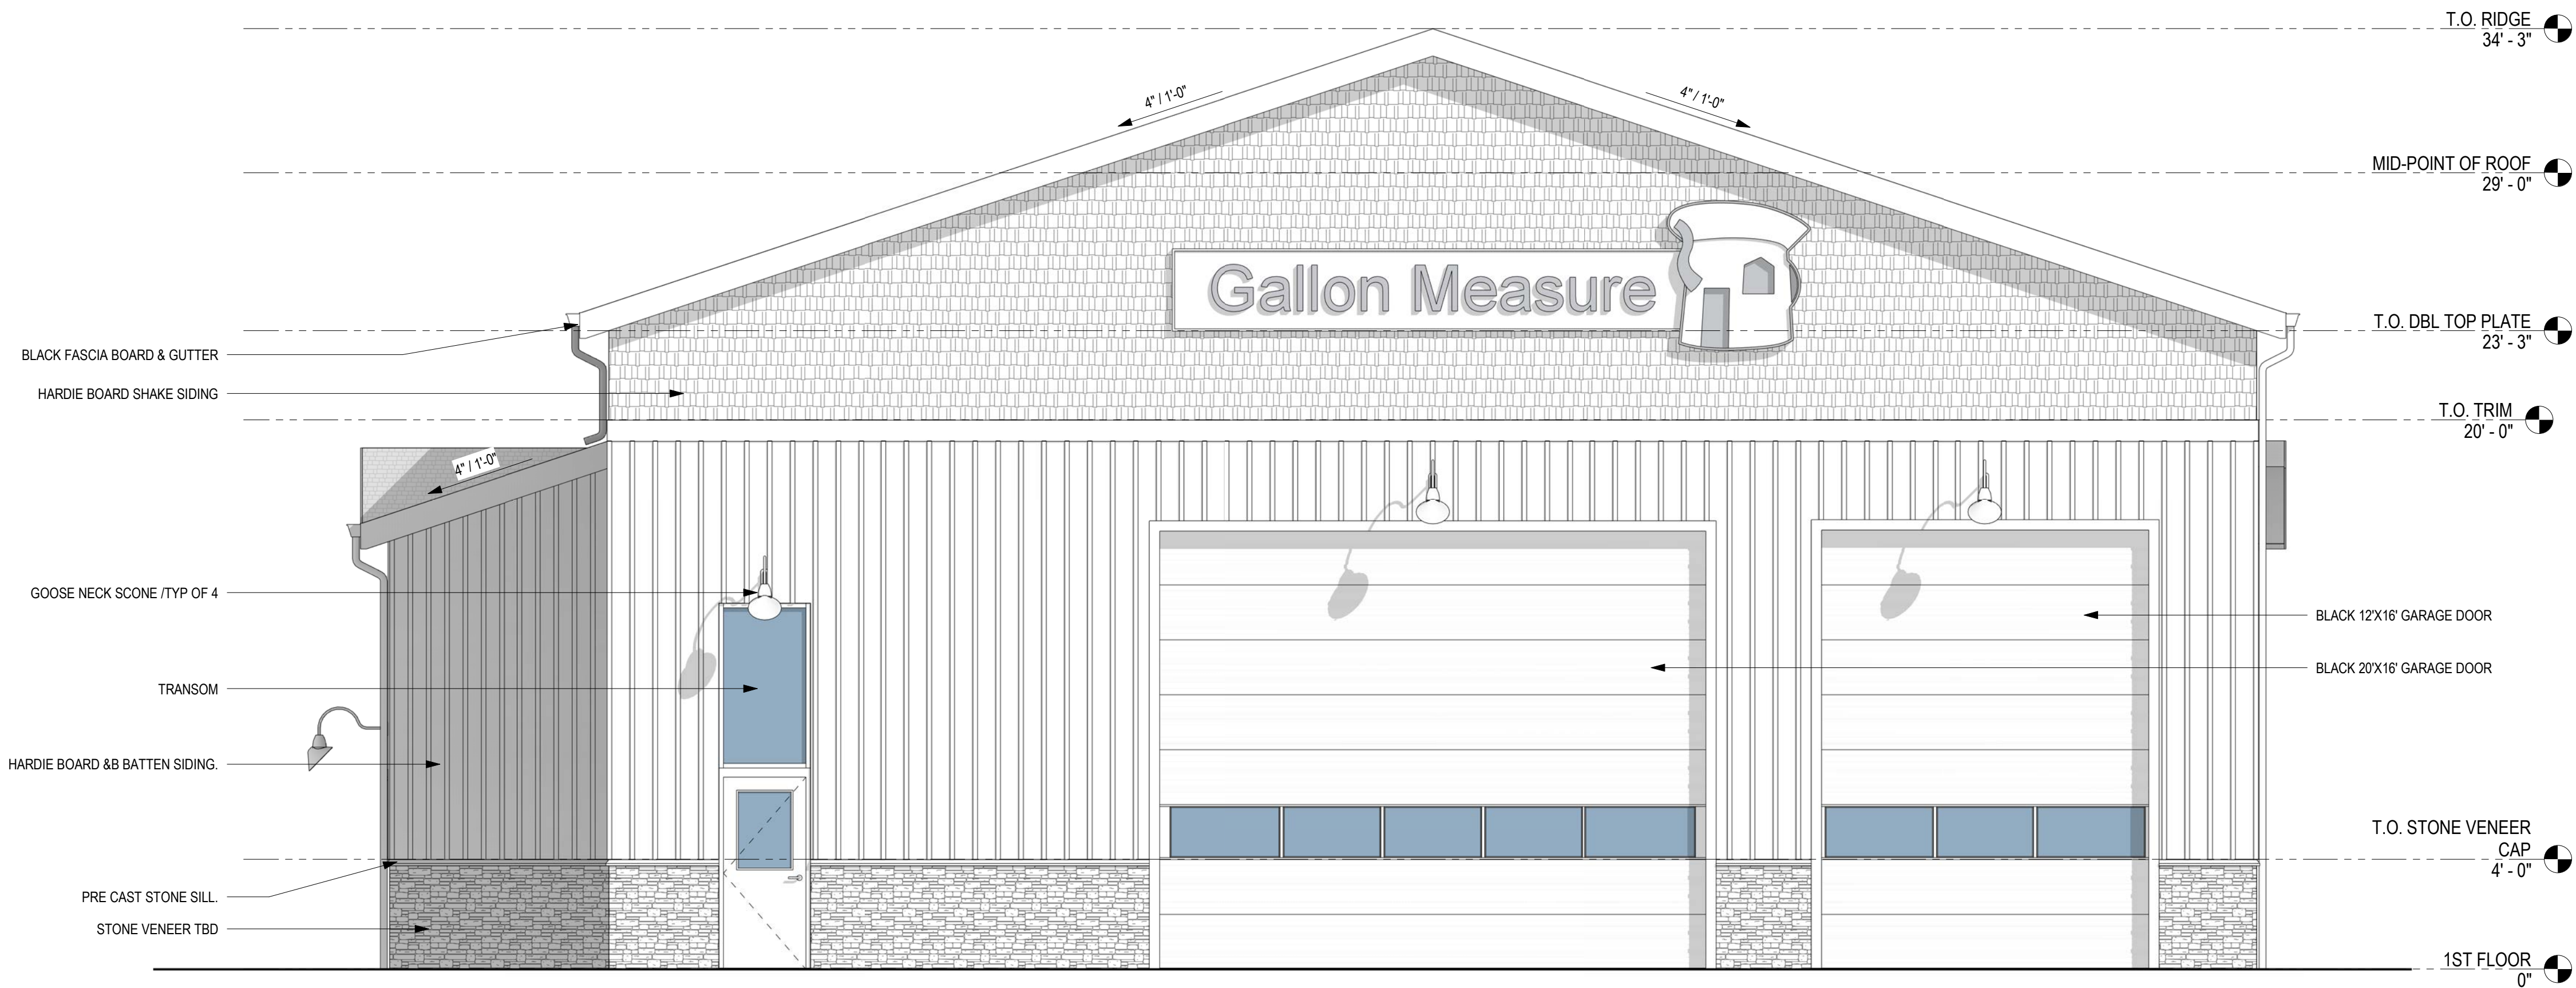 T.O. RIDGE
34' - 3"
4" / 1'-0"
4" / 1'-0"
MID-POINT OF ROOF
29' - 0"
Gallon Measure
T.O. DBL TOP PLATE
23' - 3"
BLACK FASCIA BOARD & GUTTER
HARDIE BOARD SHAKE SIDING
T.O. TRIM
20' - 0"
4" / 1'-0"
GOOSE NECK SCONE /TYP OF 4
BLACK 12'X16' GARAGE DOOR
BLACK 20'X16' GARAGE DOOR
TRANSOM
HARDIE BOARD &B BATTEN SIDING.
T.O. STONE VENEER
CAP
4' - 0"
PRE CAST STONE SILL.
STONE VENEER TBD
1ST FLOOR
0"